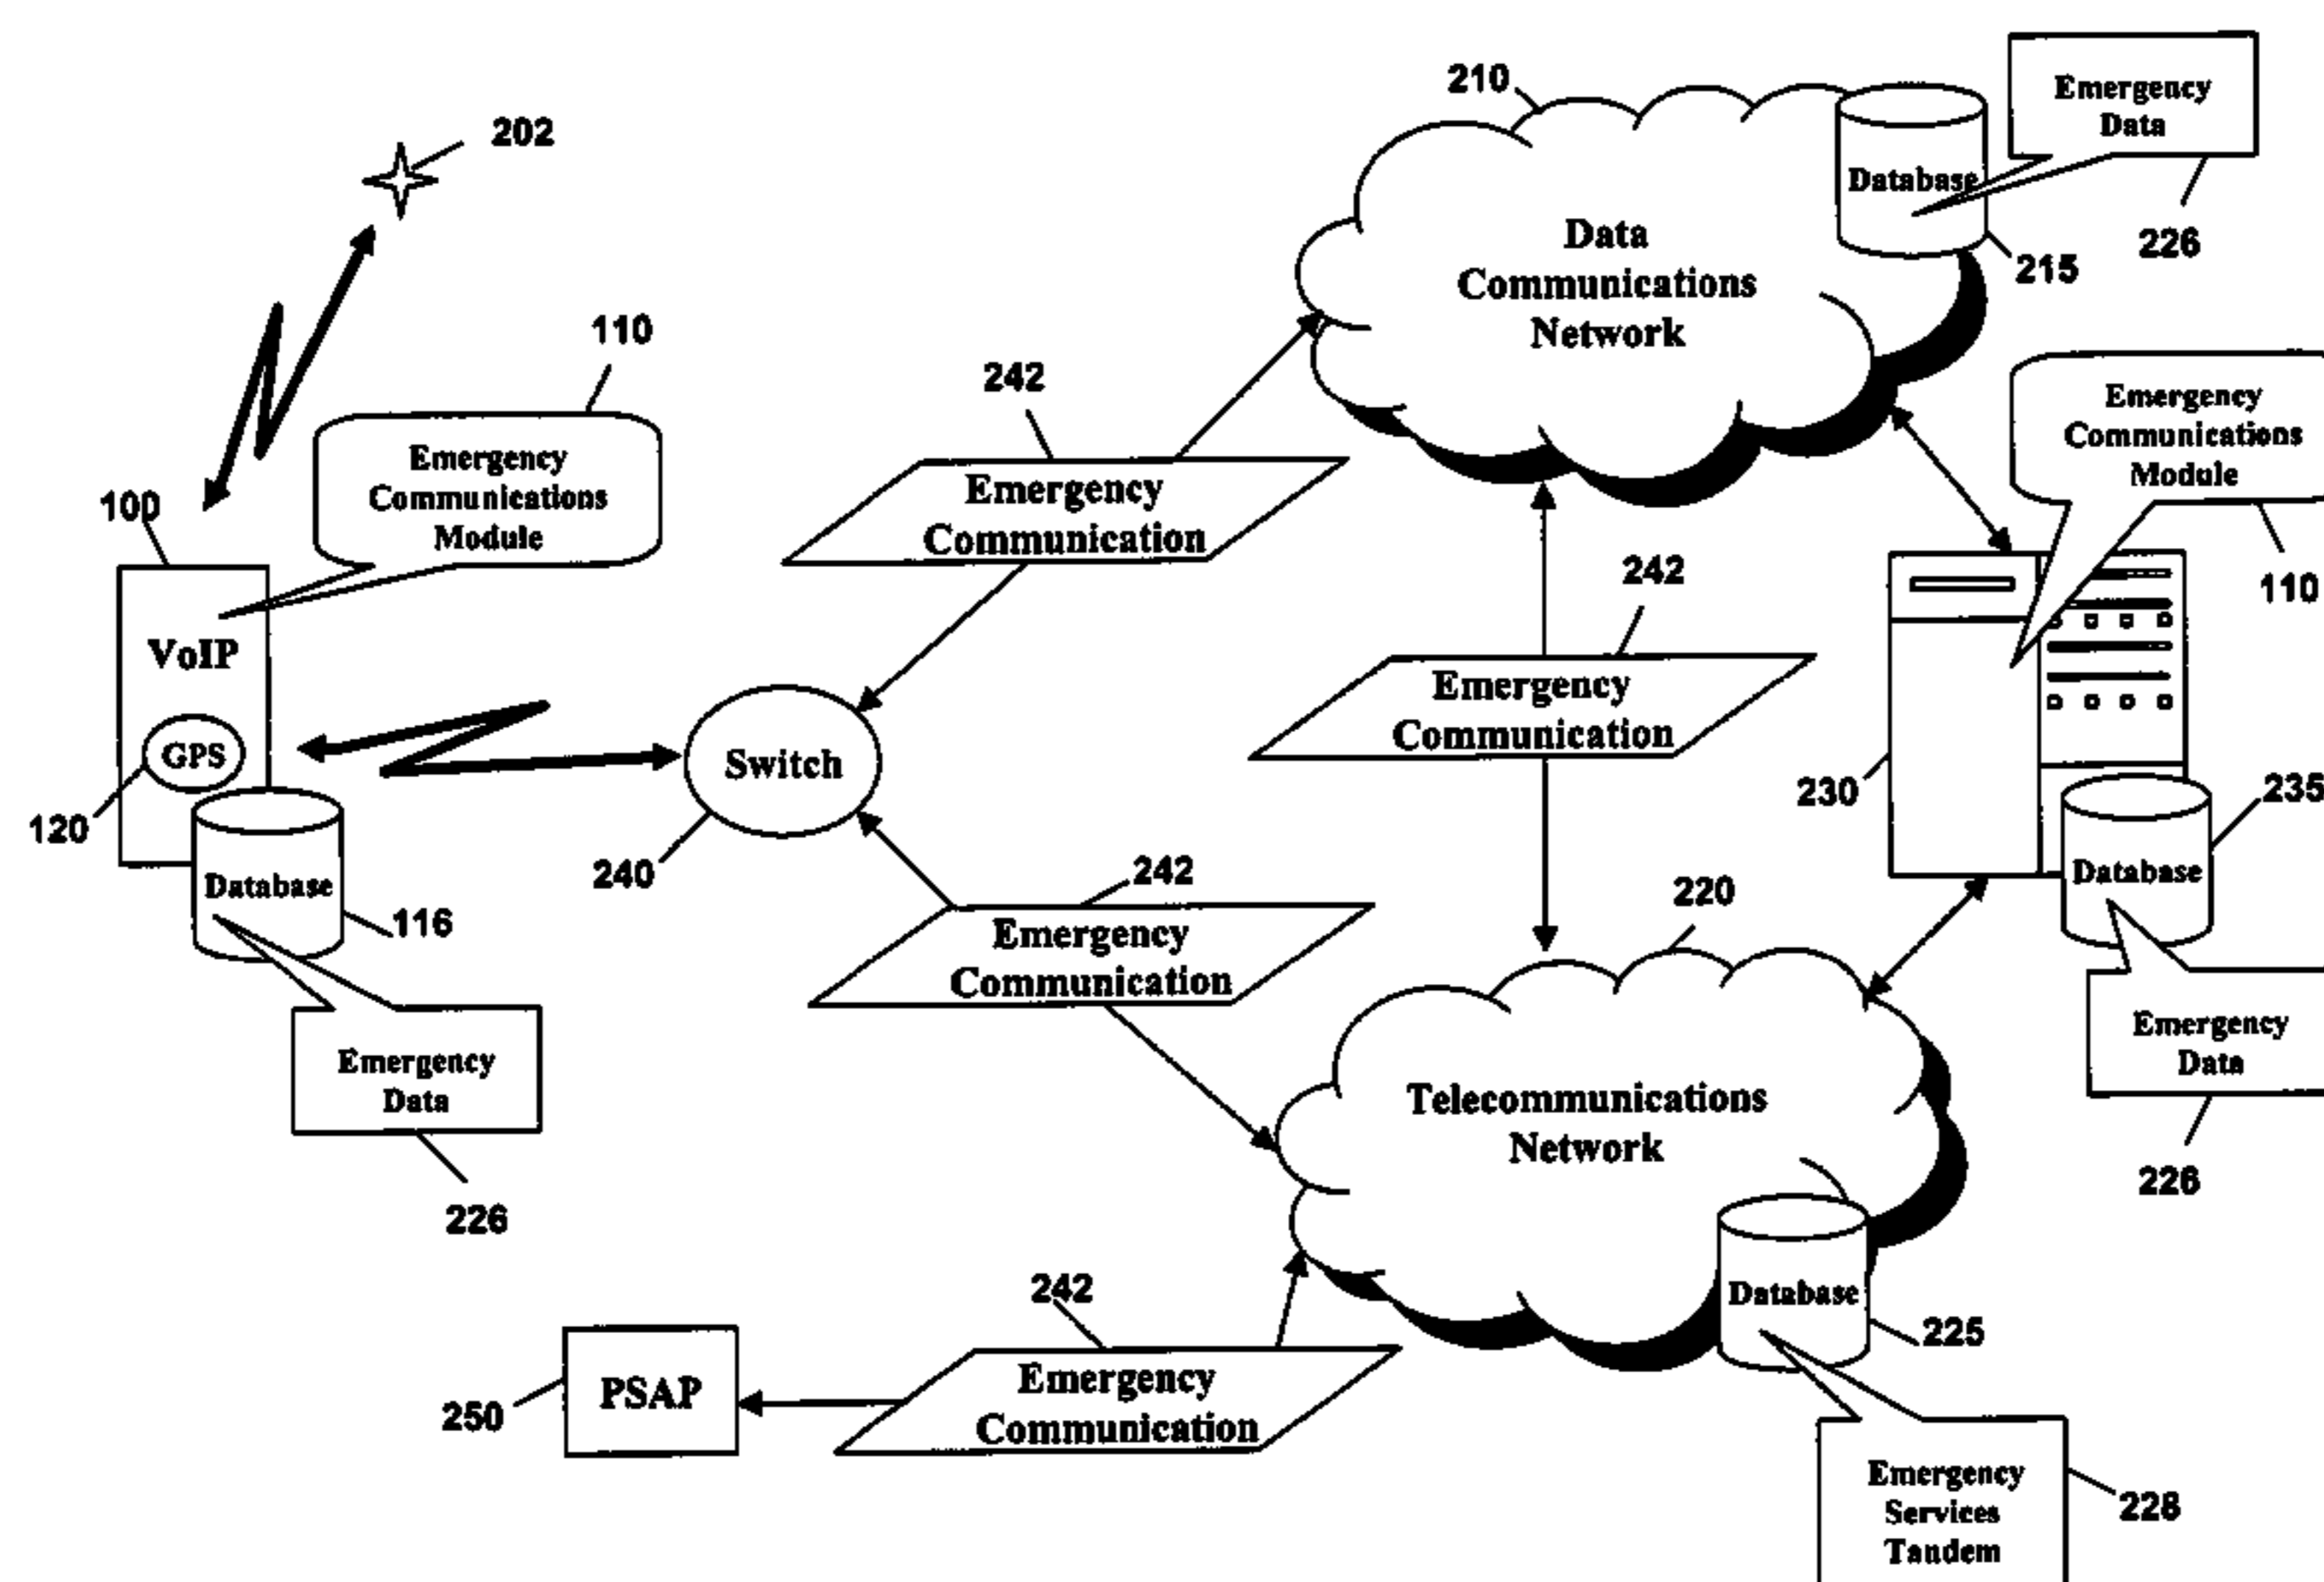 202
210
Emergency
Data
Database
226
215
Data
Communications
Network
110
Emergency
Communications
Module
242
Emergency
Communication
Emergency
Communications
Module
110
100
VoIP
GPS
120
Database
116
Emergency
Data
226
Switch
240
242
Emergency
Communication
230
235
Database
Emergency
Data
226
242
Emergency
Communication
220
Telecommunications
Network
Database
225
242
Emergency
Communication
PSAP
250
Emergency
Services
Tandem
228